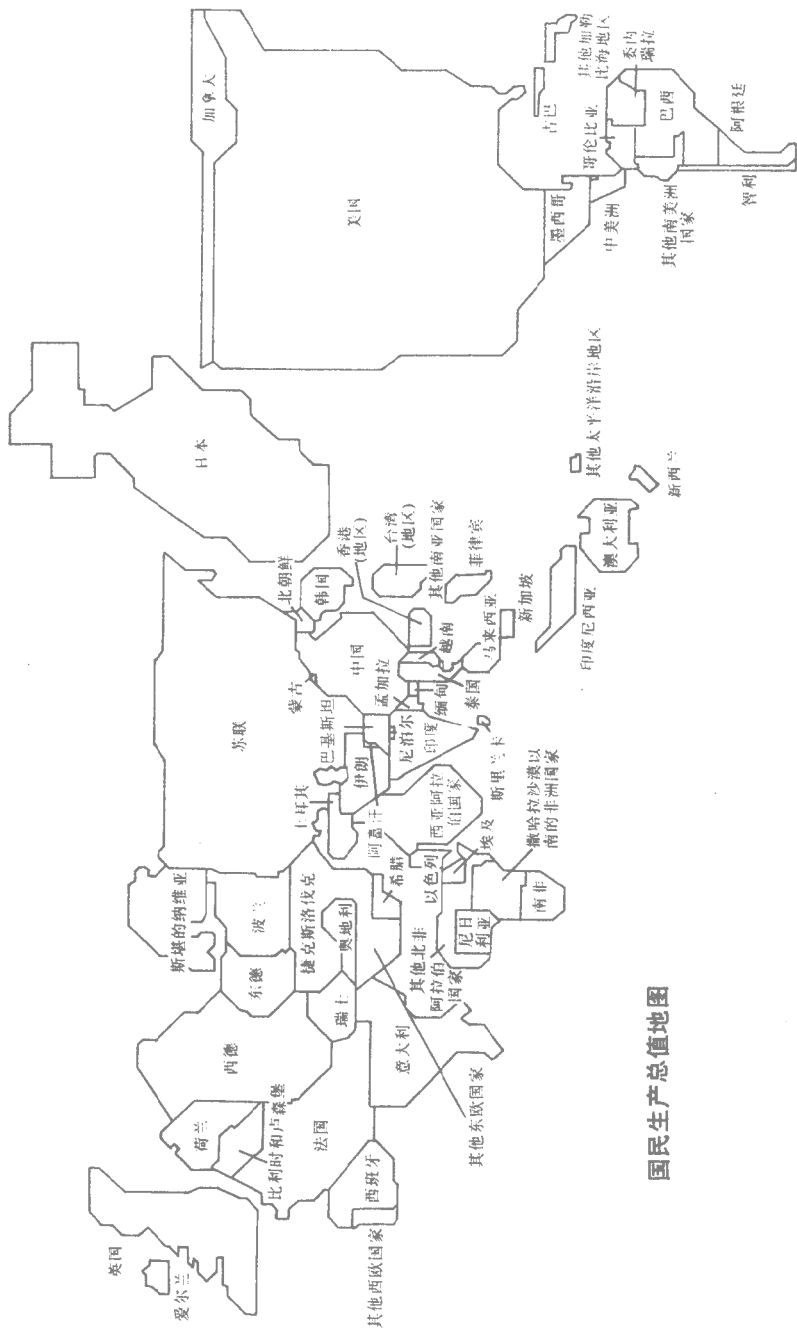 国民生产总值地图
英国
爱尔兰
荷兰
比利时和卢森堡
法国
西班牙
其他西欧国家
西德
瑞士
意大利
斯堪的纳维亚
东德
波兰
捷克斯洛伐克
奥地利
其他东欧国家
希腊
以色列
其他北非
阿拉伯
国家
尼日
利亚
埃及
撒哈拉沙漠以
南的非洲国家
南非
苏联
土耳其
阿富汗
西亚阿拉
伯国家
伊朗
巴基斯坦
尼泊尔
印度
斯里兰卡
孟加拉
缅甸
泰国
蒙古
中国
北朝鲜
韩国
香港
(地区)
台湾
(地区)
越南
其他南亚国家
菲律宾
马来西亚
新加坡
印度尼西亚
日本
澳大利亚
新西兰
其他太平洋沿岸地区
加拿大
美国
墨西哥
中美洲
古巴
其他加勒
比海地区
哥伦比亚
委内
瑞拉
巴西
其他南美洲
国家
智利
阿根廷